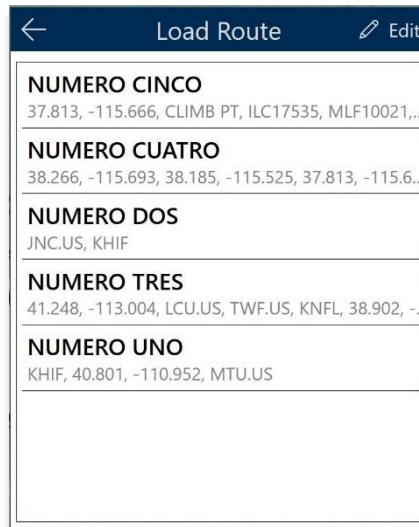 Load Route
Edit
NUMERO CINCO
37.813, -115.666, CLIMB PT, ILC17535, MLF10021,..
NUMERO CUATRO
38.266, -115.693, 38.185, -115.525, 37.813, -115.6..
NUMERO DOS
JNC.US, KHIF
NUMERO TRES
41.248, -113.004, LCU.US, TWF.US, KNFL, 38.902, -.
NUMERO UNO
KHIF, 40.801, -110.952, MTU.US